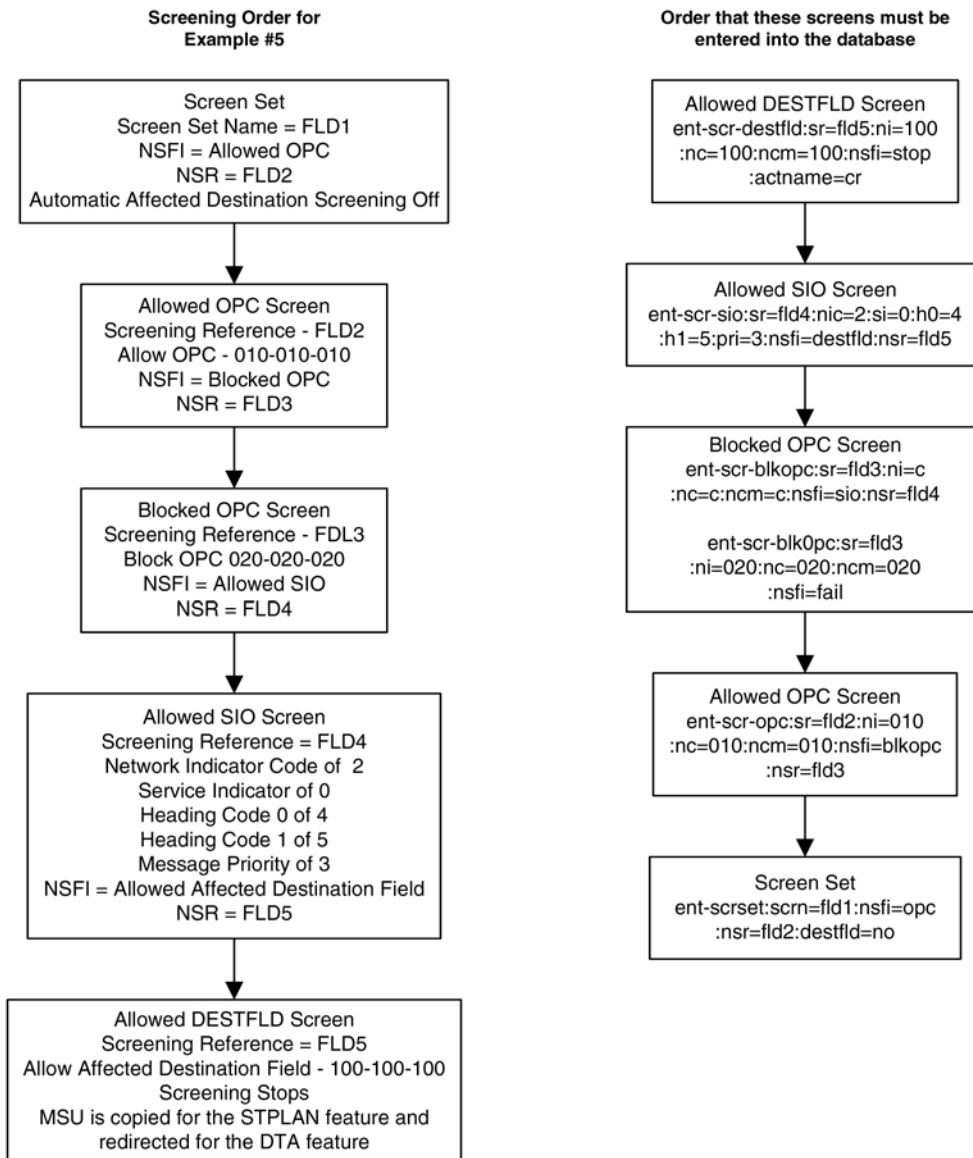 Screening Order for
Example #5
Screen Set
Screen Set Name = FLD1
NSFI = Allowed OPC
NSR = FLD2
Automatic Affected Destination Screening Off
Allowed OPC Screen
Screening Reference - FLD2
Allow OPC - 010-010-010
NSFI = Blocked OPC
NSR = FLD3
Blocked OPC Screen
Screening Reference - FDL3
Block OPC 020-020-020
NSFI = Allowed SIO
NSR = FLD4
Allowed SIO Screen
Screening Reference = FLD4
Network Indicator Code of 2
Service Indicator of 0
Heading Code 0 of 4
Heading Code 1 of 5
Message Priority of 3
NSFI = Allowed Affected Destination Field
NSR = FLD5
Allowed DESTFLD Screen
Screening Reference = FLD5
Allow Affected Destination Field - 100-100-100
Screening Stops
MSU is copied for the STPLAN feature and
redirected for the DTA feature
Order that these screens must be
entered into the database
Allowed DESTFLD Screen
ent-scr-destfld:sr=fld5:ni=100
:nc=100:ncm=100:nsfi=stop
:actname=cr
Allowed SIO Screen
ent-scr-sio:sr=fld4:nic=2:si=0:h0=4
:h1=5:pri=3:nsfi=destfld:nsr=fld5
Blocked OPC Screen
ent-scr-blkopc:sr=fld3:ni=c
:nc=c:ncm=c:nsfi=sio:nsr=fld4
ent-scr-blk0pc:sr=fld3
:ni=020:nc=020:ncm=020
:nsfi=fail
Allowed OPC Screen
ent-scr-opc:sr=fld2:ni=010
:nc=010:ncm=010:nsfi=blkopc
:nsr=fld3
Screen Set
ent-scrset:scrn=fld1:nsfi=opc
:nsr=fld2:destfld=no